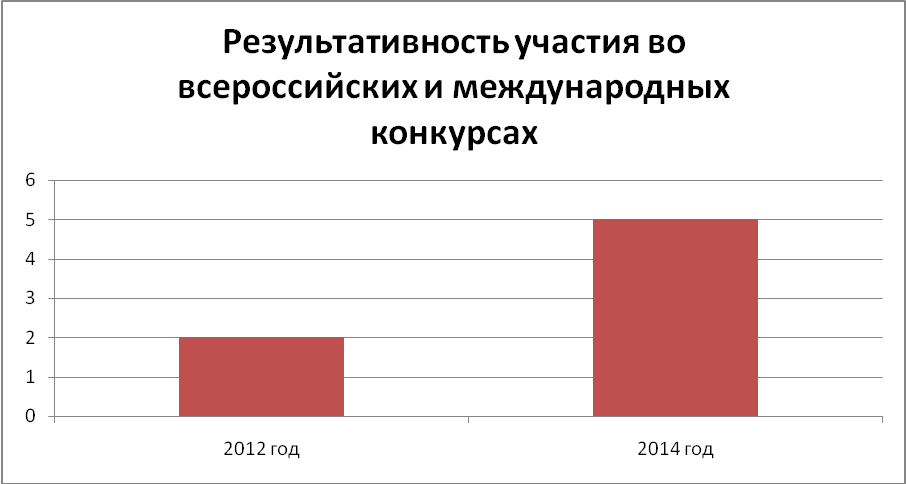 Результативность участия во
всероссийских и международных
конкурсах
6
5
4
3
2
1
0
2012 год
2014 год